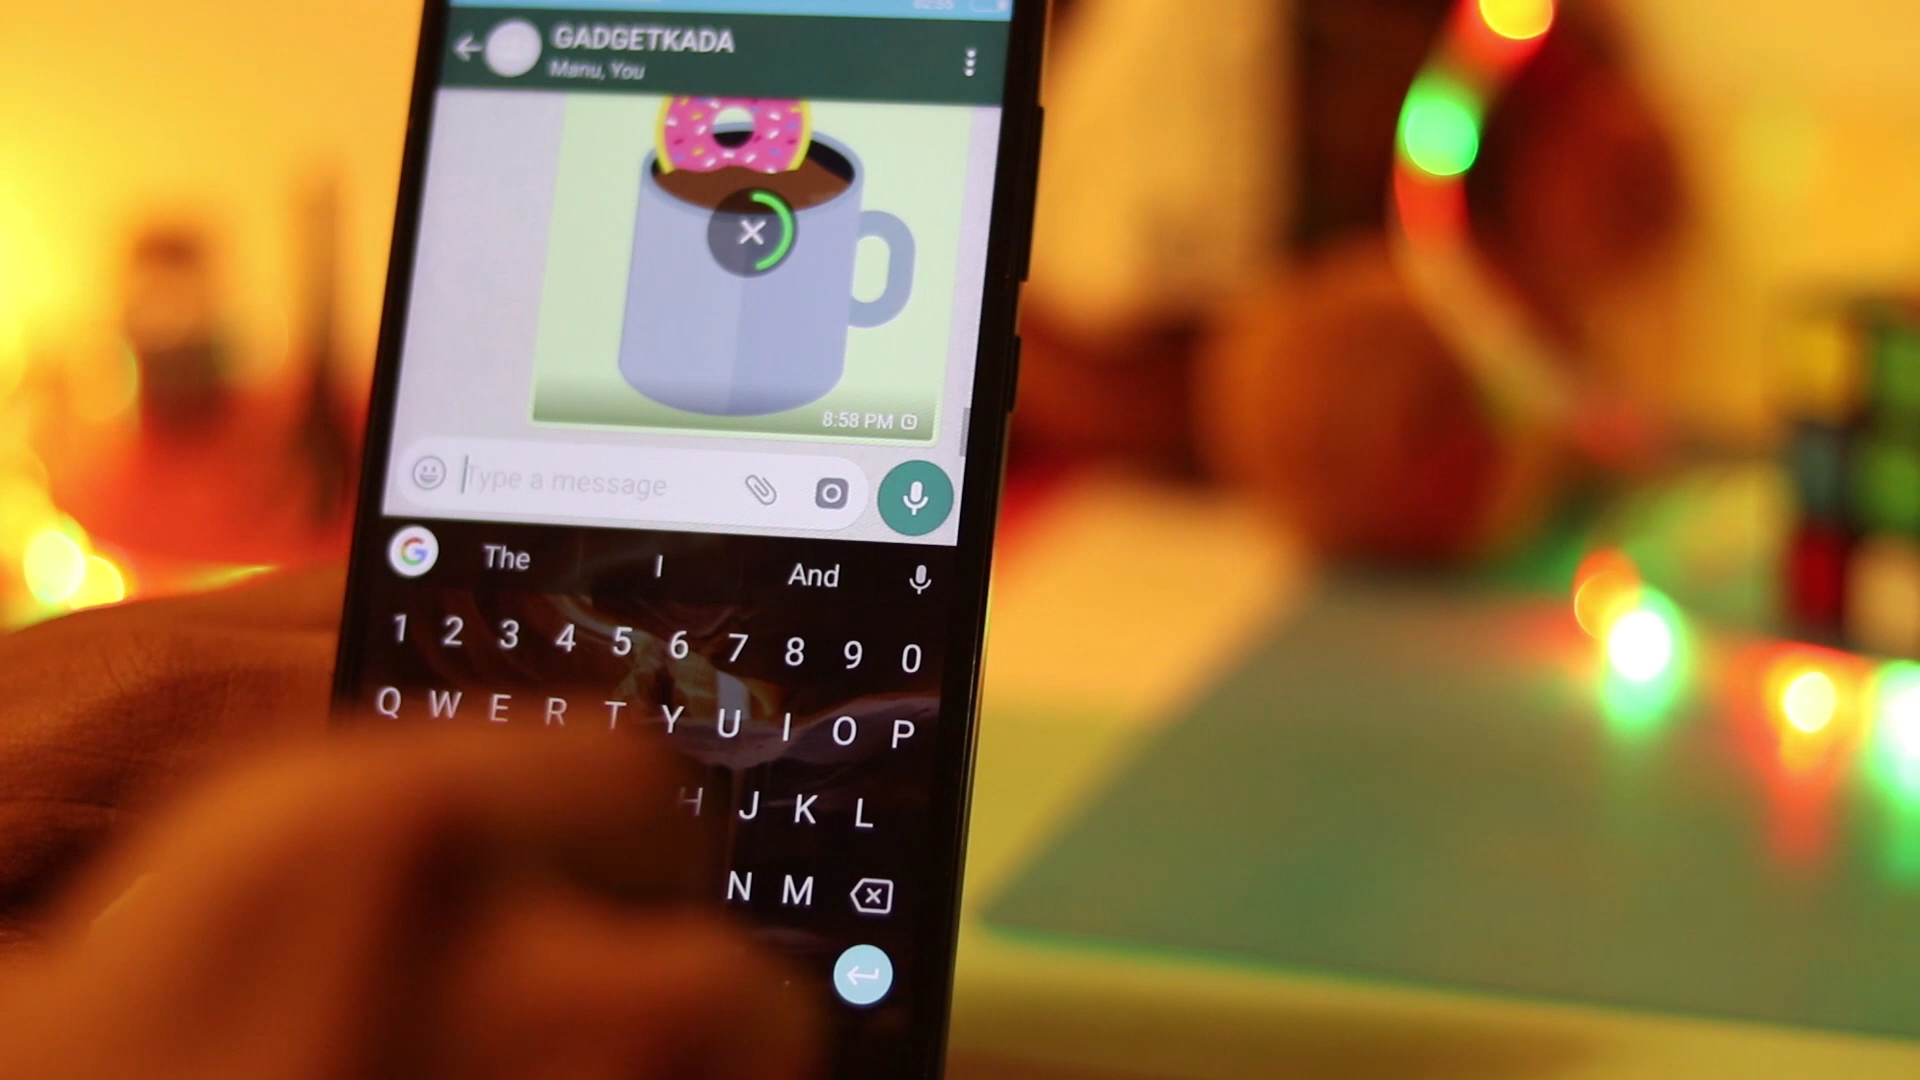 GADGETKADA
Manu, You
8:58 PM
Type a message
G The I And
1 2 3 4 5 6 7 8 9 0
Q W E R T Y U I O P
H J K L
N M